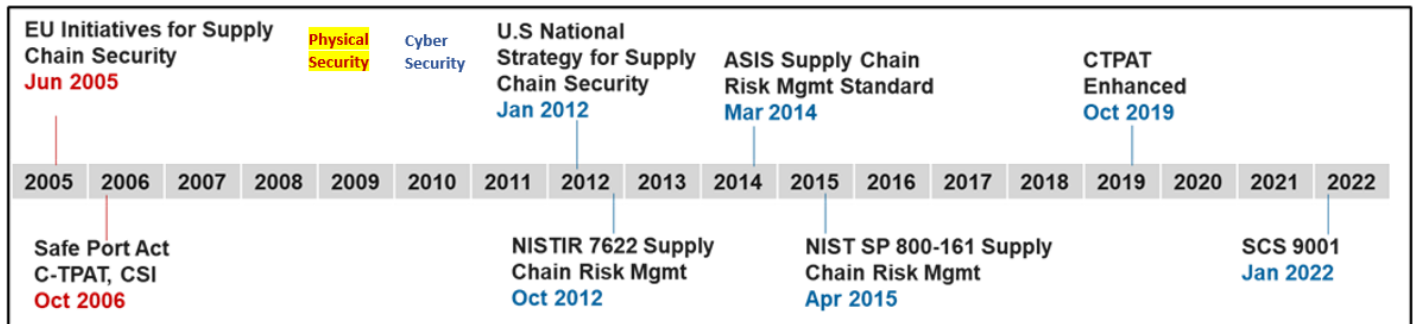 EU Initiatives for Supply
Chain Security
Jun 2005
Physical
Security
Cyber
Security
U.S National
Strategy for Supply
Chain Security
Jan 2012
ASIS Supply Chain
Risk Mgmt Standard
Mar 2014
CTPAT
Enhanced
Oct 2019
2005 2006 2007 2008 2009 2010 2011 2012 2013 2014 2015 2016 2017 2018 2019 2020 2021 2022
Safe Port Act
C-TPAT, CSI
Oct 2006
NISTIR 7622 Supply
Chain Risk Mgmt
Oct 2012
NIST SP 800-161 Supply
Chain Risk Mgmt
Apr 2015
SCS 9001
Jan 2022